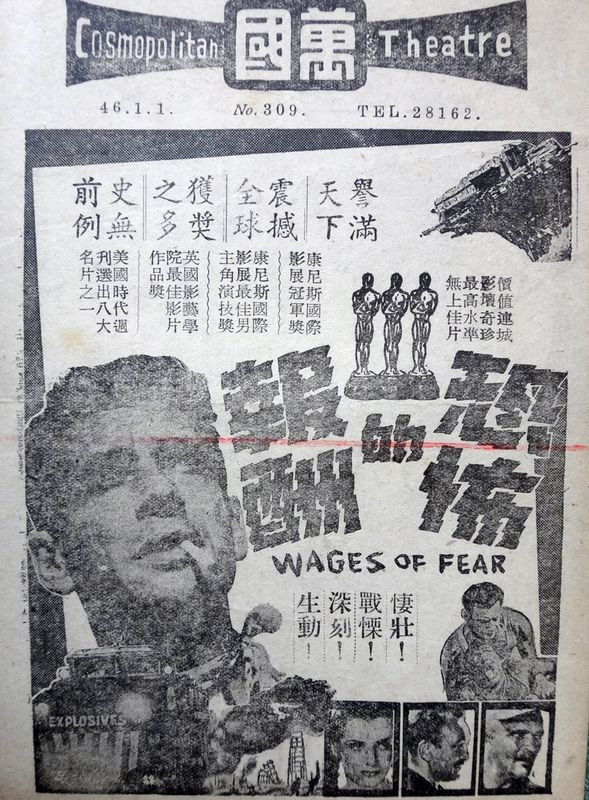 Cosmopolitan 萬國 Theatre
46.1.1. No.309. TEL.28162.
譽滿
天下
震撼
全球
獲獎
之多
史無
前例
價值連城
影壇奇珍
最高水準
無上佳片
康尼斯國際
影展冠軍獎
康尼斯國際
影展最佳男
主角演技獎
英國影藝學
院最佳影片
作品獎
美國時代週
刊選出八大
名片之一
恐怖
的
報酬
WAGES OF FEAR
悽壯!
戰慄!
深刻!
生動!
EXPLOSIVES